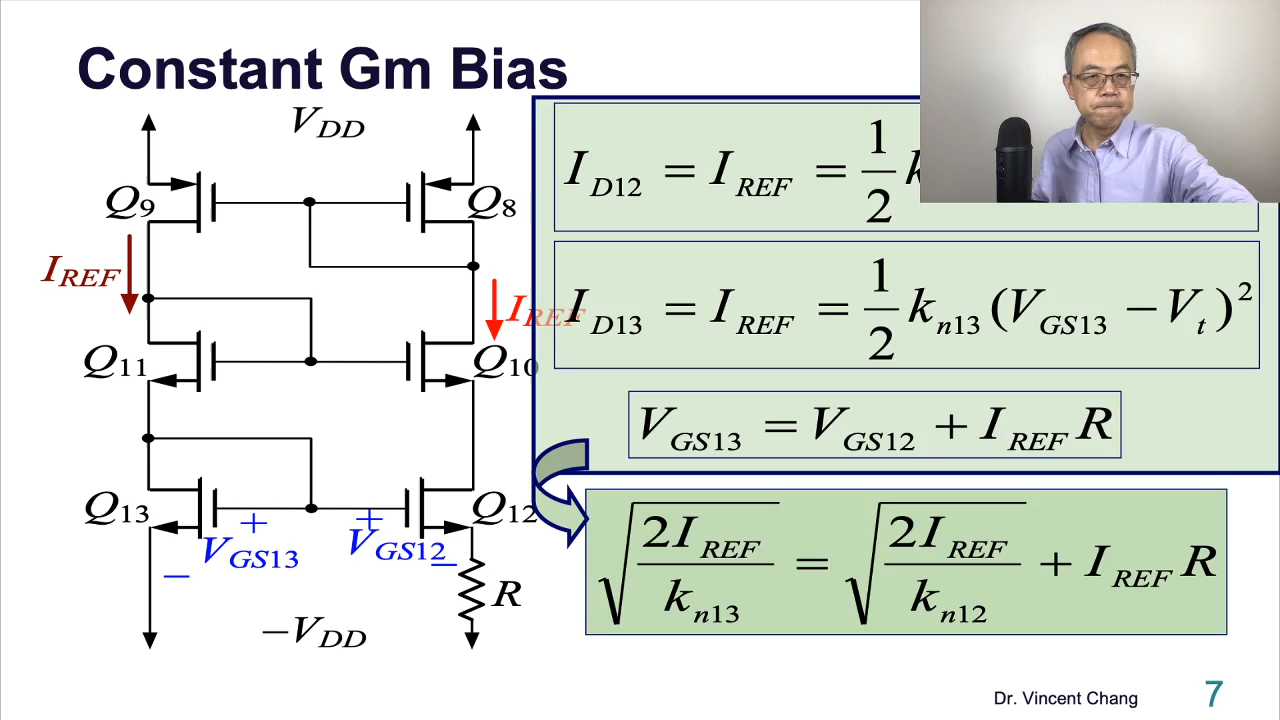 Constant Gm Bias
V_DD
Q_9
Q_8
I_REF
I_REF
Q_11
Q_10
Q_13
Q_12
+
V_GS13
−
+
V_GS12
−
R
−V_DD
I_D12 = I_REF = 1/2
I_D13 = I_REF = 1/2 k_n13 (V_GS13 − V_t)^2
V_GS13 = V_GS12 + I_REF R
√(2I_REF / k_n13) = √(2I_REF / k_n12) + I_REF R
Dr. Vincent Chang
7